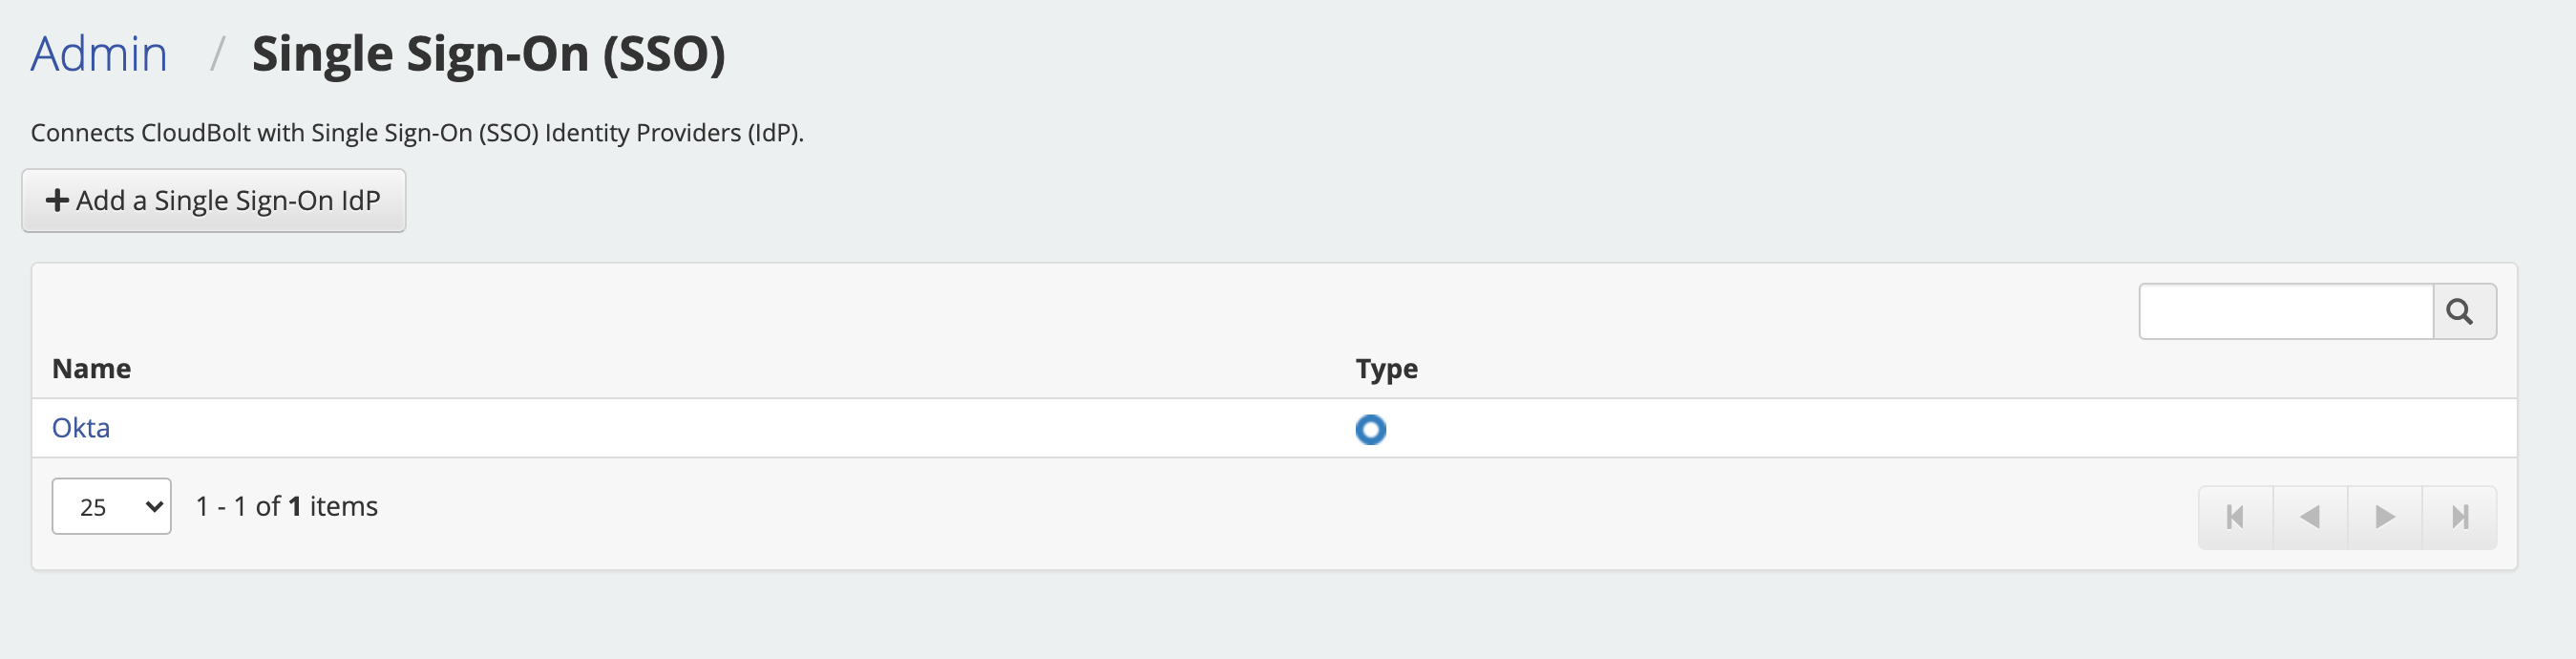 Admin / Single Sign-On (SSO)
Connects CloudBolt with Single Sign-On (SSO) Identity Providers (IdP).
Add a Single Sign-On IdP
Name Type
Okta
25 1 - 1 of 1 items